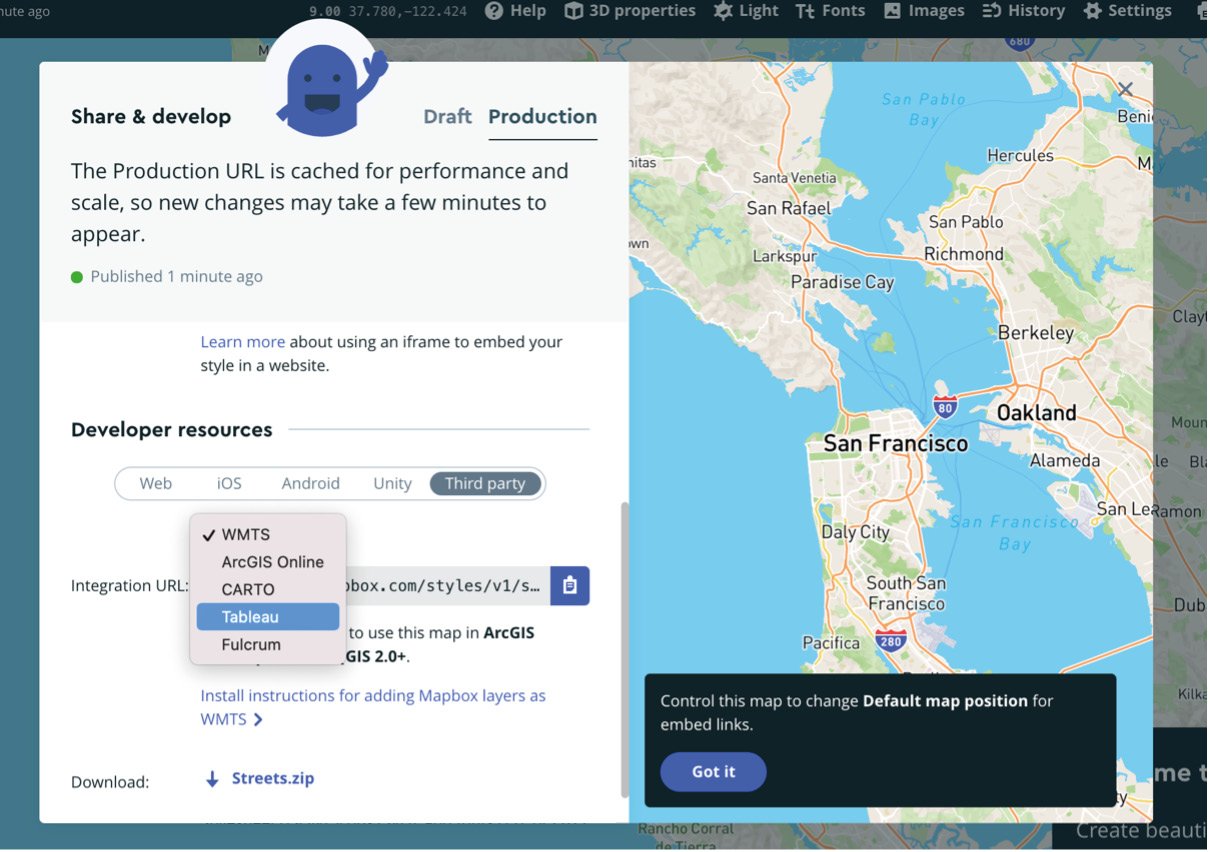 nute ago
9.00 37.780,-122.424
Help
3D properties
Light
Fonts
Images
History
Settings
Share & develop
Draft
Production
The Production URL is cached for performance and
scale, so new changes may take a few minutes to
appear.
Published 1 minute ago
Learn more about using an iframe to embed your
style in a website.
Developer resources
Web
iOS
Android
Unity
Third party
✓ WMTS
ArcGIS Online
CARTO
Tableau
Fulcrum
Integration URL:
box.com/styles/v1/s…
to use this map in ArcGIS
GIS 2.0+.
Install instructions for adding Mapbox layers as
WMTS
Download:
Streets.zip
680
San Pablo
Bay
Beni
Hercules
M
nitas
Santa Venetia
San Rafael
San Pablo
own
Larkspur
Richmond
Paradise Cay
Clayt
Berkeley
80
Oakland
San Francisco
Moun
Alameda
le
Bla
San Le
Ramon
Daly City
San Francisco
Bay
South San
Francisco
Dub
Pacifica
280
Kilka
Control this map to change Default map position for
embed links.
Got it
me t
ty
Create beauti
Rancho Corral
de Tierra